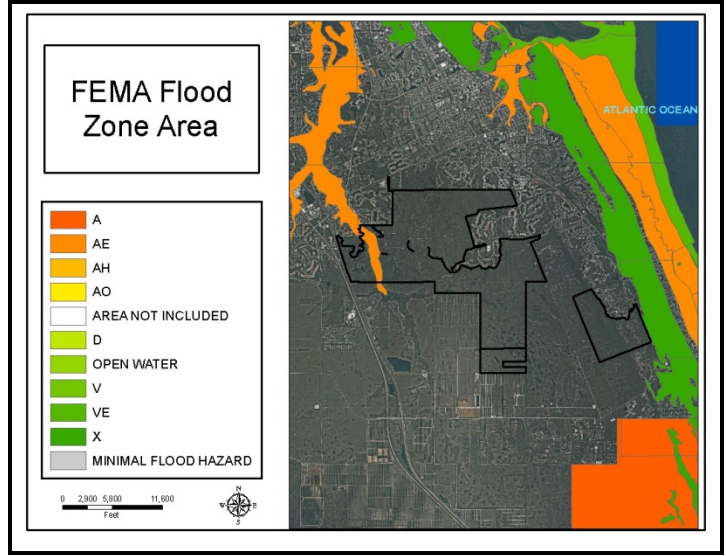 FEMA Flood
Zone Area
ATLANTIC OCEAN
A
AE
AH
AO
AREA NOT INCLUDED
D
OPEN WATER
V
VE
X
MINIMAL FLOOD HAZARD
0 2,900 5,800 11,600
Feet
N
W E
S